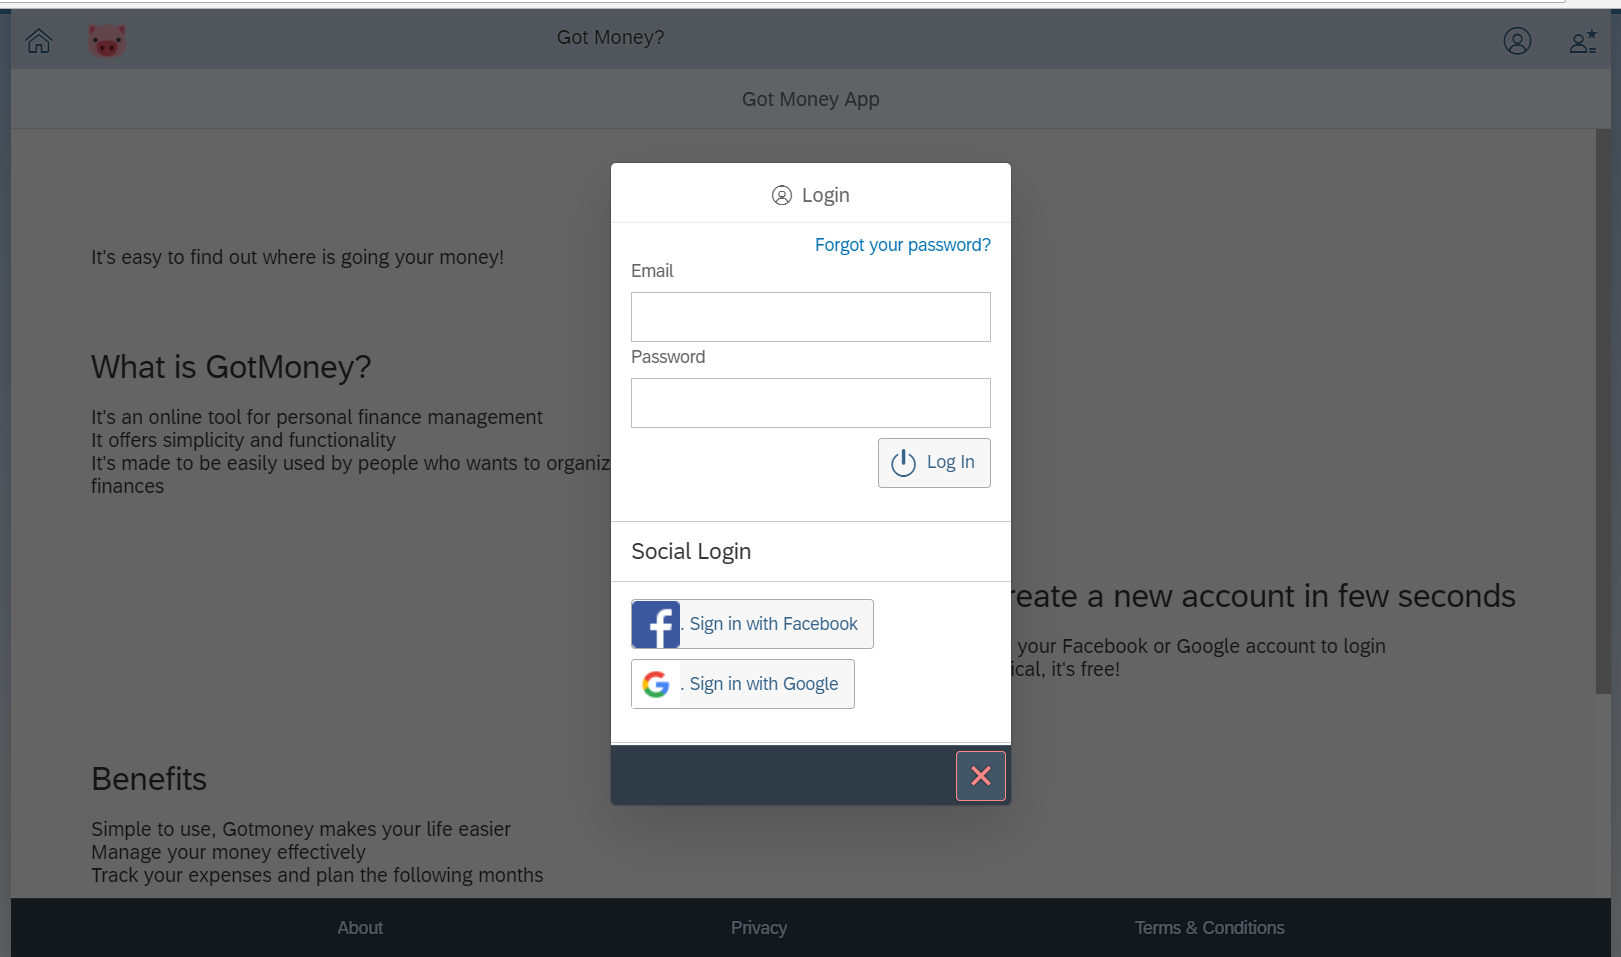 Got Money?
Got Money App
It's easy to find out where is going your money!
What is GotMoney?
It's an online tool for personal finance management
It offers simplicity and functionality
It's made to be easily used by people who wants to
finances
Login
Forgot your password?
Email
Password
Log In
Social Login
. Sign in with Facebook
. Sign in with Google
a new account in few seconds
your Facebook or Google account to login
it's free!
Benefits
Simple to use, Gotmoney makes your life easier
Manage your money effectively
Track your expenses and plan the following months
About
Privacy
Terms & Conditions